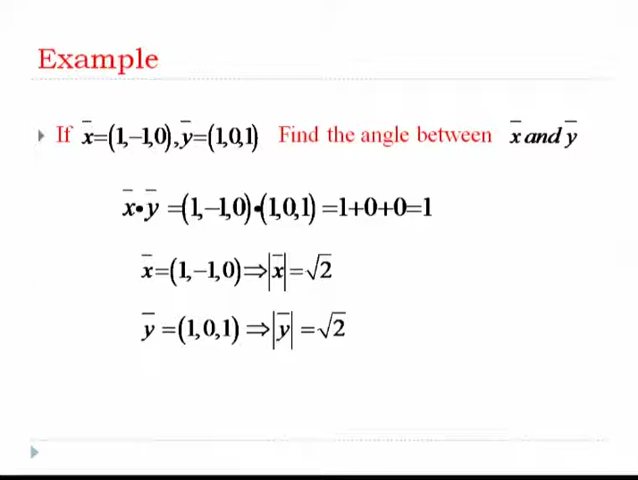 Example
If x̄=(1,−1,0),ȳ=(1,0,1) Find the angle between x̄ and ȳ
x̄•ȳ=(1,−1,0)•(1,0,1)=1+0+0=1
x̄=(1,−1,0)⇒|x̄|=√2
ȳ=(1,0,1)⇒|ȳ|=√2